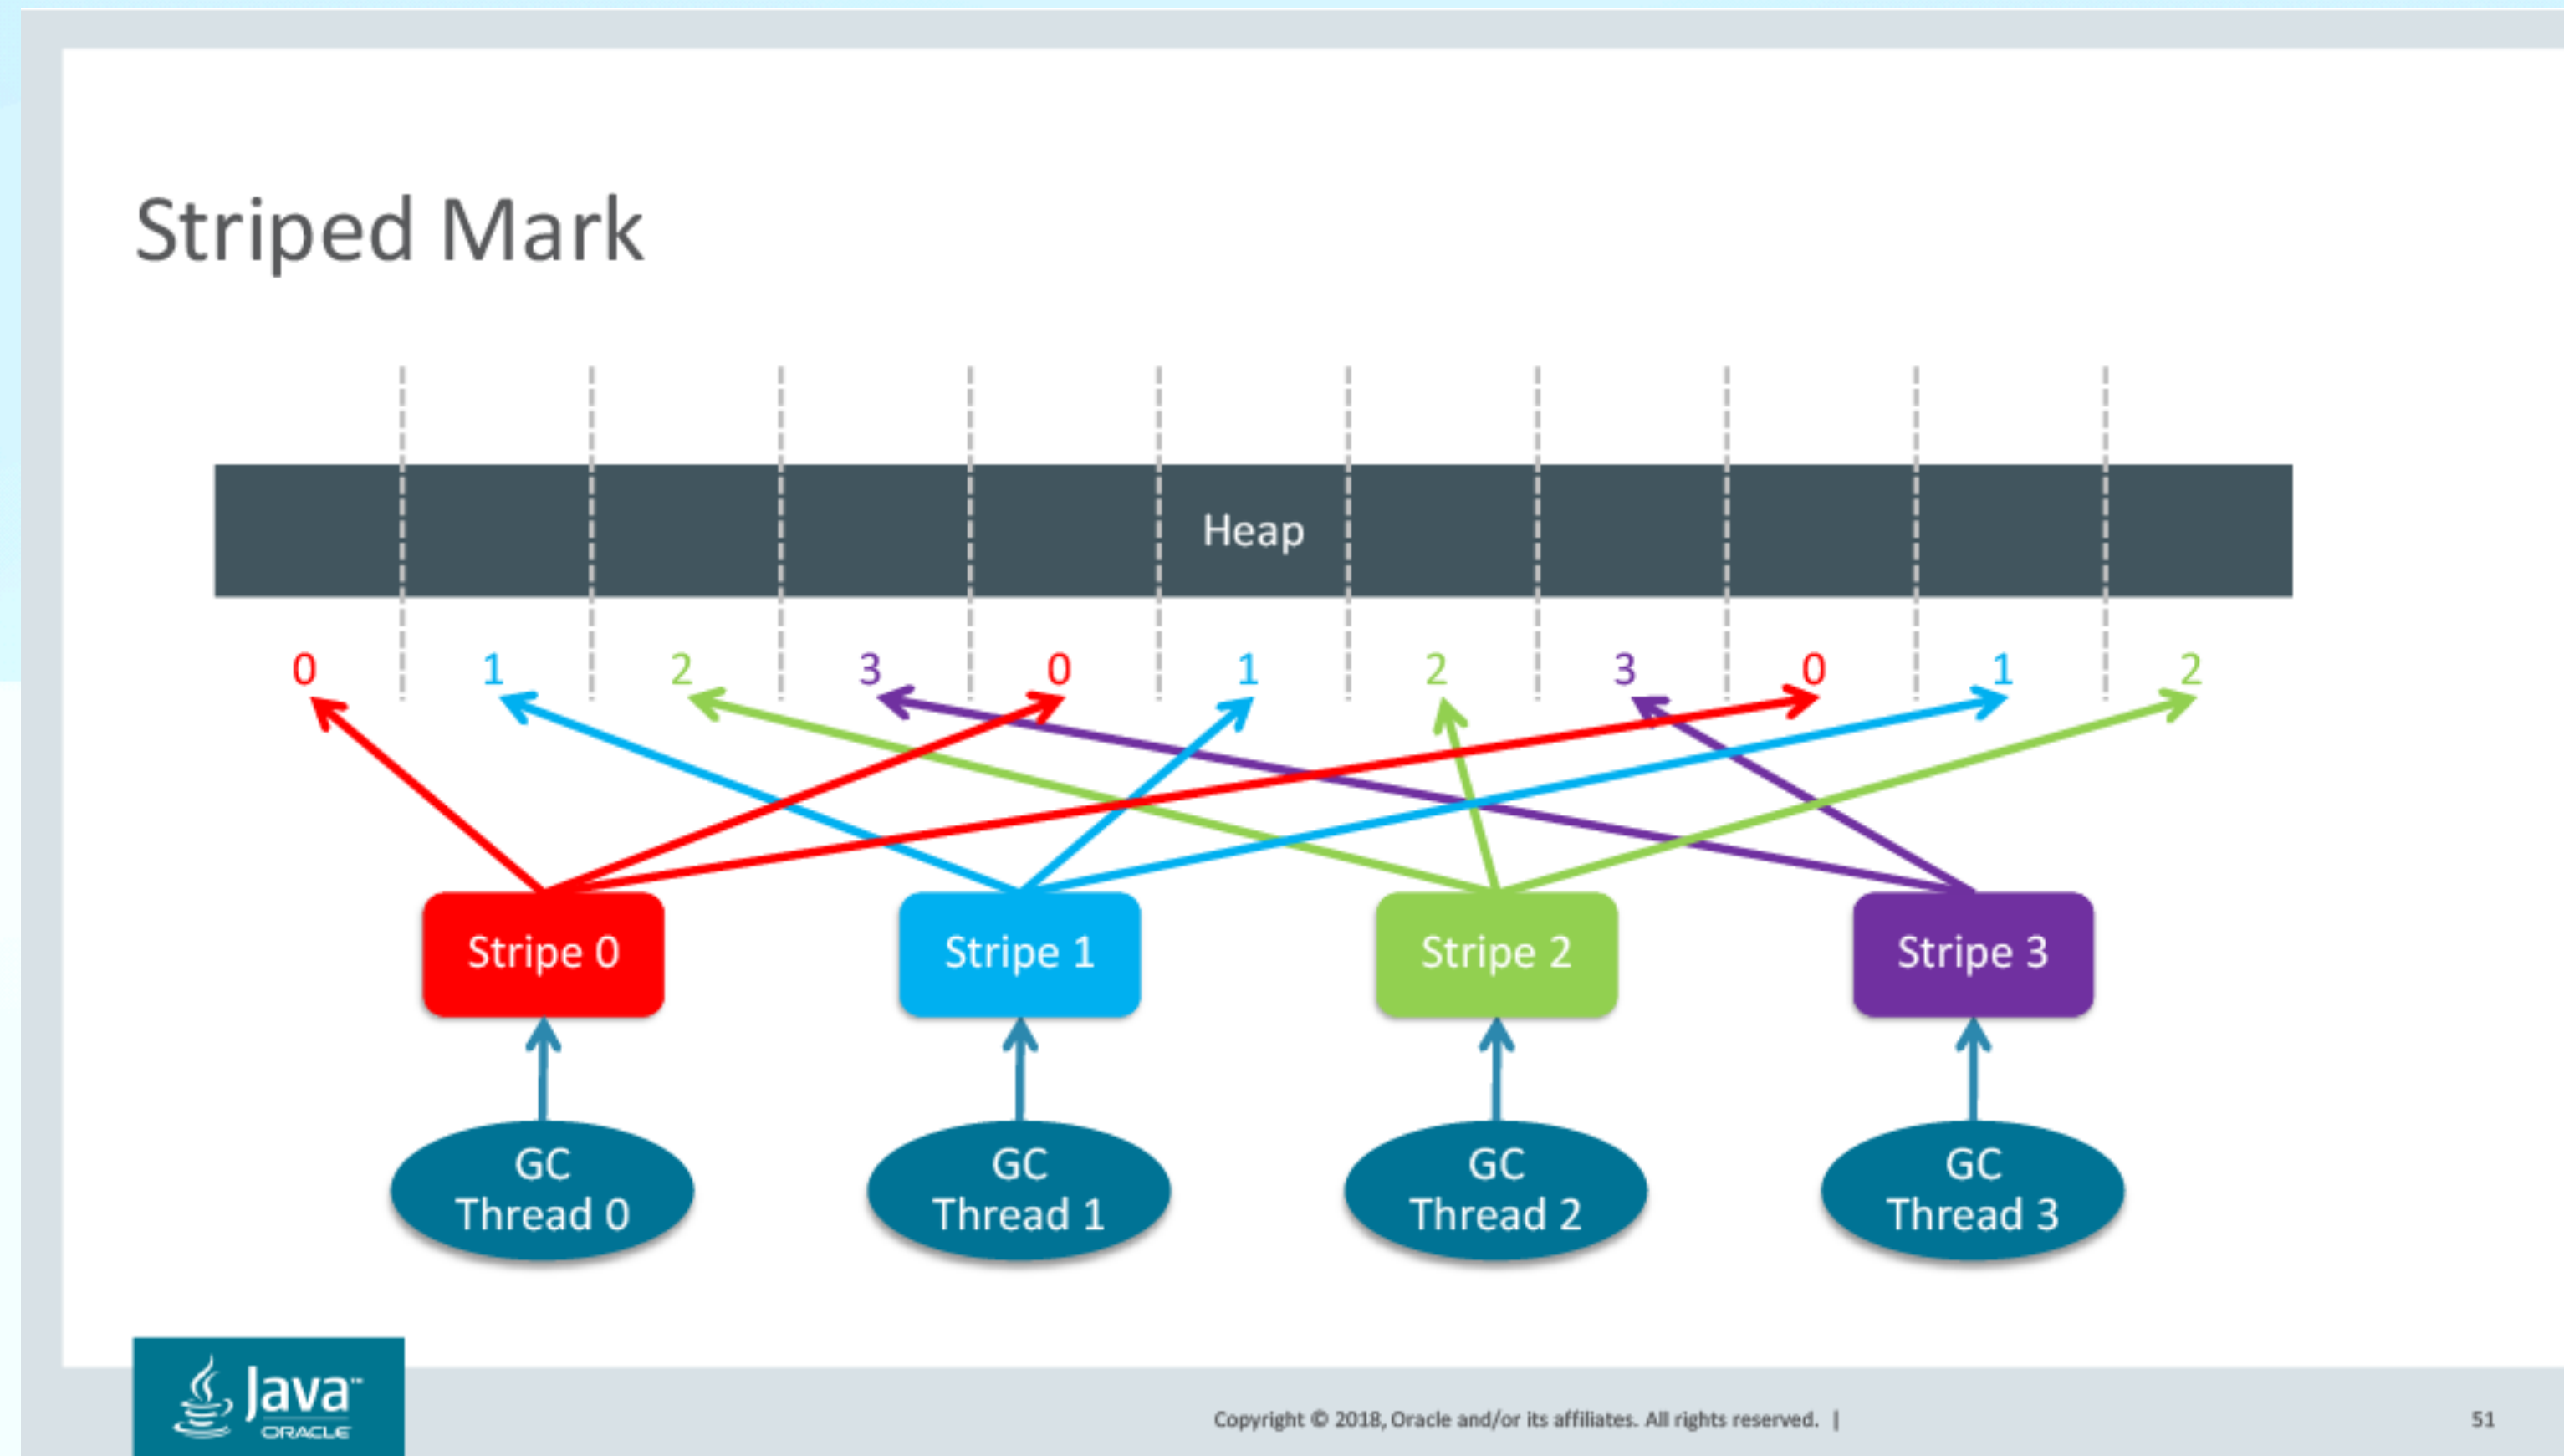 Striped Mark
Heap
0 1 2 3 0 1 2 3 0 1 2
Stripe 0 Stripe 1 Stripe 2 Stripe 3
GC GC GC GC
Thread 0 Thread 1 Thread 2 Thread 3
Java™
ORACLE
Copyright © 2018, Oracle and/or its affiliates. All rights reserved. |
51